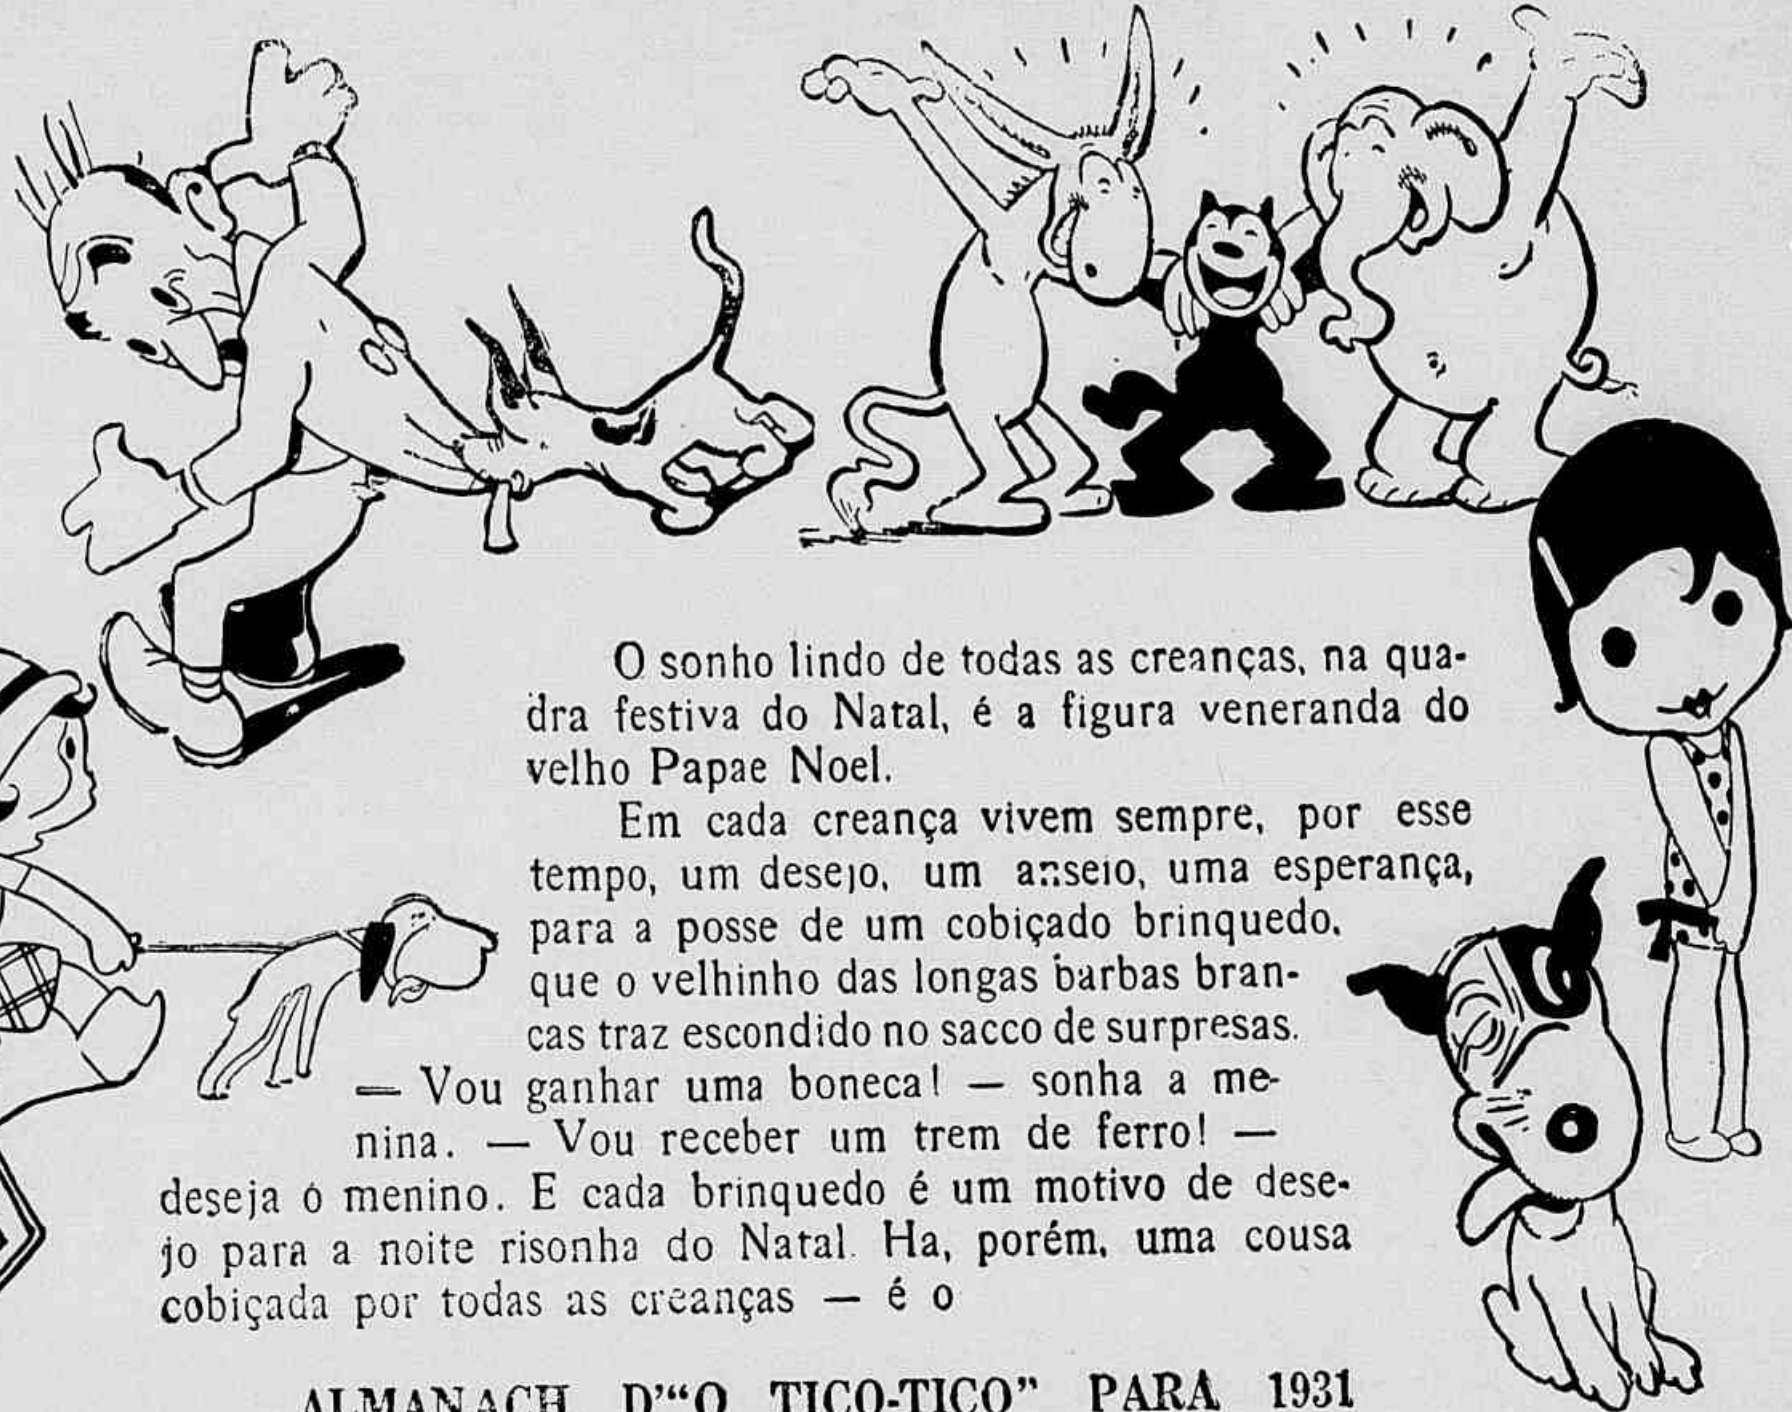 O sonho lindo de todas as creanças, na qua-
dra festiva do Natal, é a figura veneranda do
velho Papae Noel.
Em cada creança vivem sempre, por esse
tempo, um desejo, um anseio, uma esperança,
para a posse de um cobiçado brinquedo,
que o velhinho das longas barbas bran-
cas traz escondido no sacco de surpresas.
— Vou ganhar uma boneca! — sonha a me-
nina. — Vou receber um trem de ferro! —
deseja o menino. E cada brinquedo é um motivo de dese-
jo para a noite risonha do Natal. Ha, porém, uma cousa
cobiçada por todas as creanças — é o
ALMANACH D'“O TICO-TICO” PARA 1931